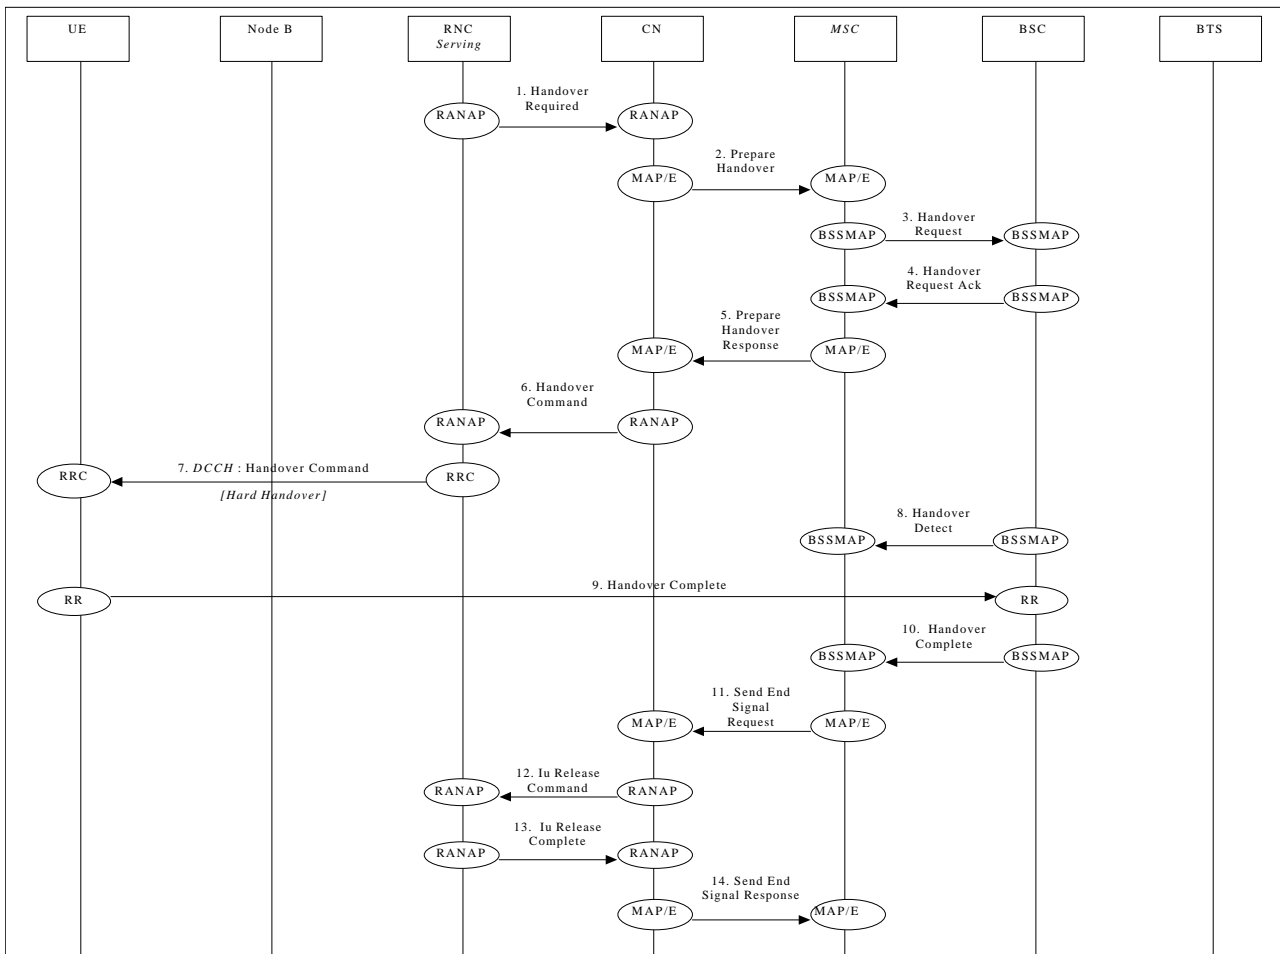 UE
Node B
RNC
Serving
CN
MSC
BSC
BTS
1. Handover
Required
RANAP
RANAP
2. Prepare
Handover
MAP/E
MAP/E
3. Handover
Request
BSSMAP
BSSMAP
4. Handover
Request Ack
BSSMAP
BSSMAP
5. Prepare
Handover
Response
MAP/E
MAP/E
6. Handover
Command
RANAP
RANAP
7. DCCH : Handover Command
RRC
RRC
[Hard Handover]
8. Handover
Detect
BSSMAP
BSSMAP
9. Handover Complete
RR
RR
10. Handover
Complete
BSSMAP
BSSMAP
11. Send End
Signal
Request
MAP/E
MAP/E
12. Iu Release
Command
RANAP
RANAP
13. Iu Release
Complete
RANAP
RANAP
14. Send End
Signal Response
MAP/E
MAP/E